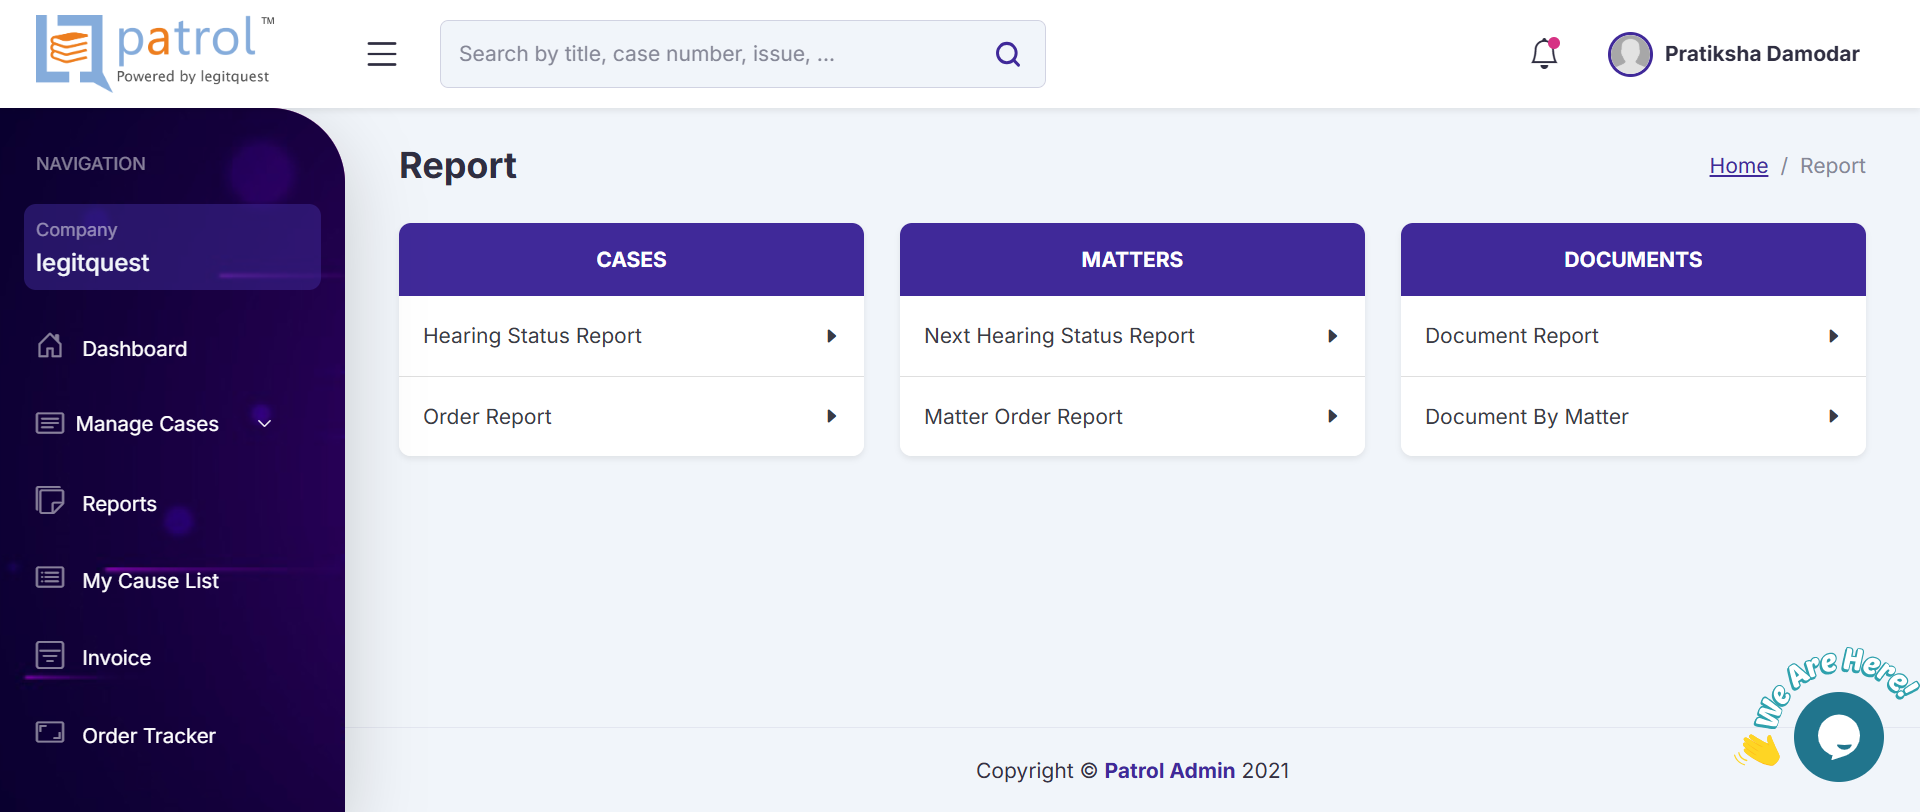 patrol™
Powered by legitquest
Search by title, case number, issue, ...
Pratiksha Damodar
NAVIGATION
Company
legitquest
Dashboard
Manage Cases
Reports
My Cause List
Invoice
Order Tracker
Report
Home / Report
CASES
Hearing Status Report
Order Report
MATTERS
Next Hearing Status Report
Matter Order Report
DOCUMENTS
Document Report
Document By Matter
We Are Here!
Copyright © Patrol Admin 2021